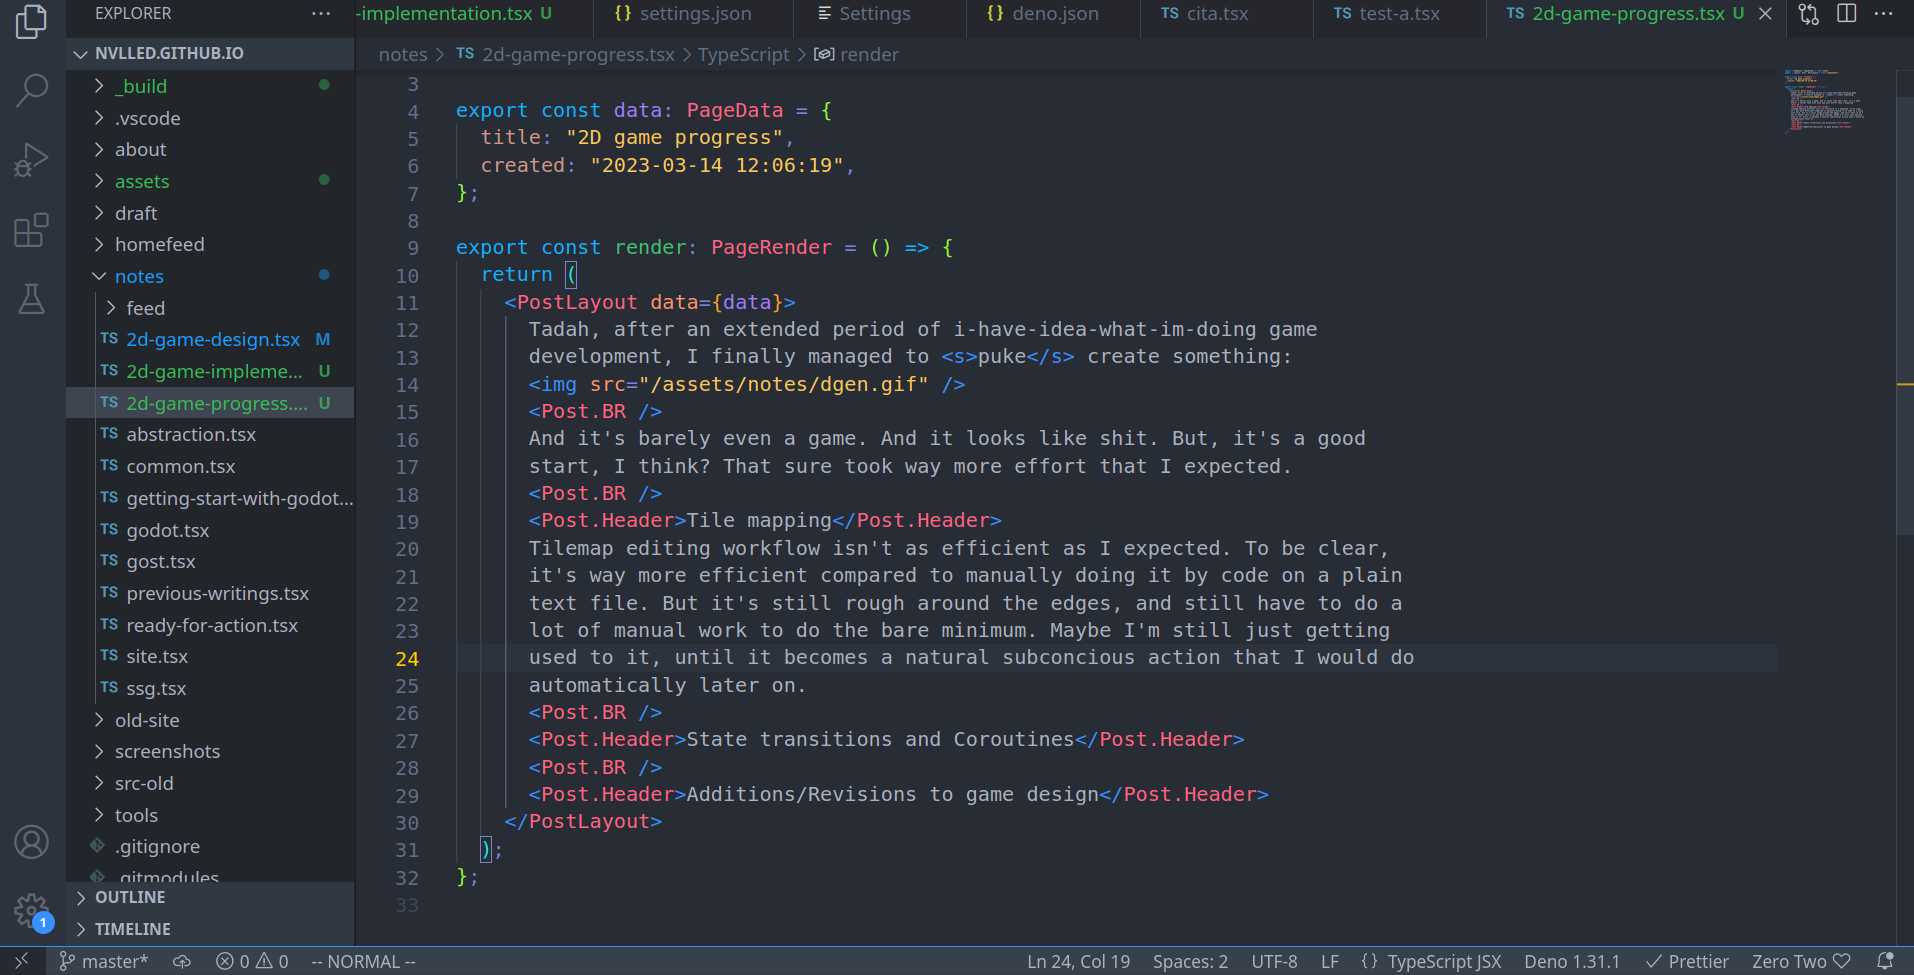 EXPLORER ···
-implementation.tsx U
{} settings.json
Settings
{} deno.json
TS cita.tsx
TS test-a.tsx
TS 2d-game-progress.tsx U
NVLLED.GITHUB.IO
notes > TS 2d-game-progress.tsx > TypeScript > render
_build
.vscode
about
assets
draft
homefeed
notes
feed
TS 2d-game-design.tsx M
TS 2d-game-impleme... U
TS 2d-game-progress.... U
TS abstraction.tsx
TS common.tsx
TS getting-start-with-godot...
TS godot.tsx
TS gost.tsx
TS previous-writings.tsx
TS ready-for-action.tsx
TS site.tsx
TS ssg.tsx
old-site
screenshots
src-old
tools
.gitignore
.gitmodules
OUTLINE
TIMELINE
1
3
4 export const data: PageData = {
5 title: "2D game progress",
6 created: "2023-03-14 12:06:19",
7 };
8
9 export const render: PageRender = () => {
10 return (
11 <PostLayout data={data}>
12 Tadah, after an extended period of i-have-idea-what-im-doing game
13 development, I finally managed to <s>puke</s> create something:
14 <img src="/assets/notes/dgen.gif" />
15 <Post.BR />
16 And it's barely even a game. And it looks like shit. But, it's a good
17 start, I think? That sure took way more effort that I expected.
18 <Post.BR />
19 <Post.Header>Tile mapping</Post.Header>
20 Tilemap editing workflow isn't as efficient as I expected. To be clear,
21 it's way more efficient compared to manually doing it by code on a plain
22 text file. But it's still rough around the edges, and still have to do a
23 lot of manual work to do the bare minimum. Maybe I'm still just getting
24 used to it, until it becomes a natural subconcious action that I would do
25 automatically later on.
26 <Post.BR />
27 <Post.Header>State transitions and Coroutines</Post.Header>
28 <Post.BR />
29 <Post.Header>Additions/Revisions to game design</Post.Header>
30 </PostLayout>
31 );
32 };
33
master* 0 0 -- NORMAL -- Ln 24, Col 19 Spaces: 2 UTF-8 LF {} TypeScript JSX Deno 1.31.1 Prettier Zero Two